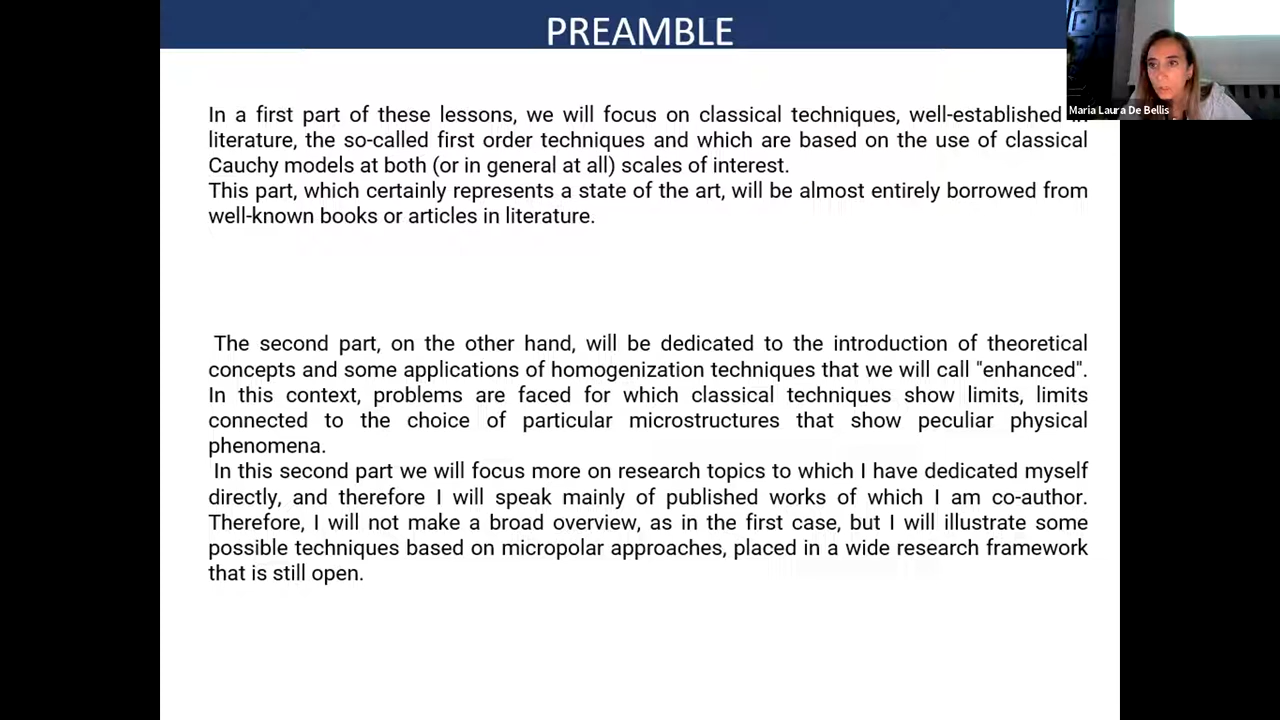 PREAMBLE
Maria Laura De Bellis
In a first part of these lessons, we will focus on classical techniques, well-established in
literature, the so-called first order techniques and which are based on the use of classical
Cauchy models at both (or in general at all) scales of interest.
This part, which certainly represents a state of the art, will be almost entirely borrowed from
well-known books or articles in literature.
The second part, on the other hand, will be dedicated to the introduction of theoretical
concepts and some applications of homogenization techniques that we will call "enhanced".
In this context, problems are faced for which classical techniques show limits, limits
connected to the choice of particular microstructures that show peculiar physical
phenomena.
In this second part we will focus more on research topics to which I have dedicated myself
directly, and therefore I will speak mainly of published works of which I am co-author.
Therefore, I will not make a broad overview, as in the first case, but I will illustrate some
possible techniques based on micropolar approaches, placed in a wide research framework
that is still open.